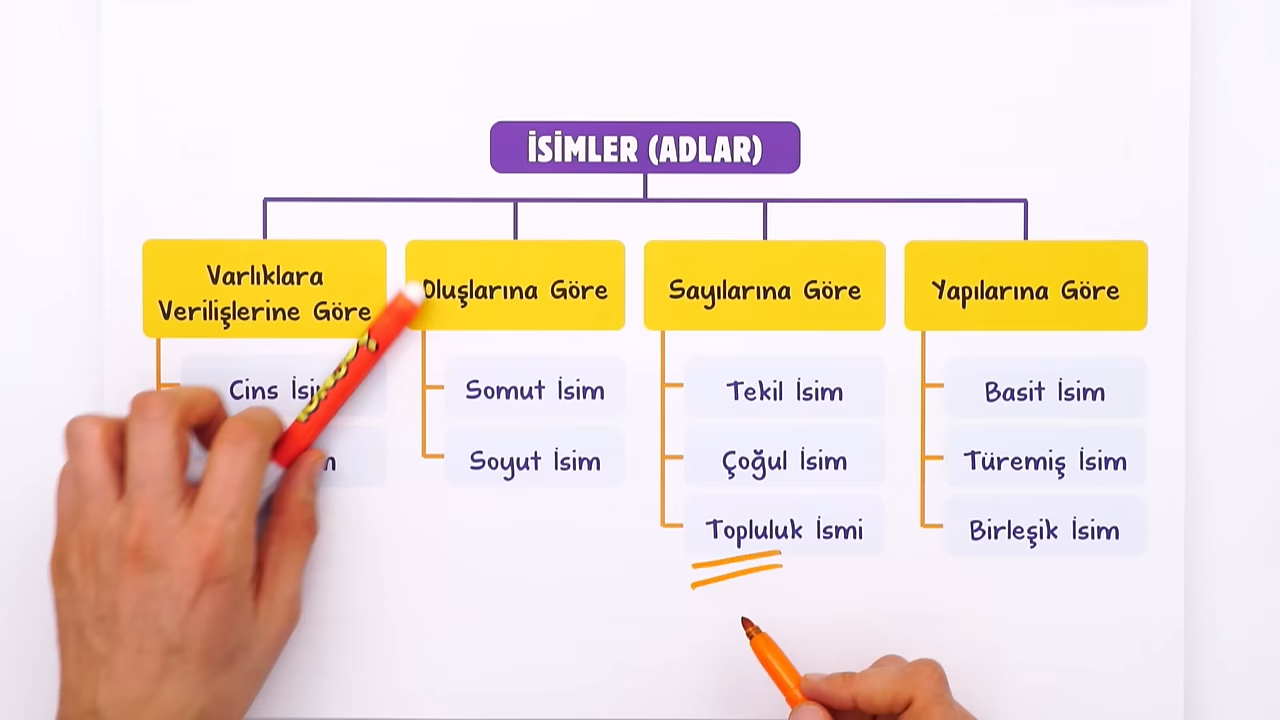 İSİMLER (ADLAR)
Varlıklara
Verilişlerine Göre
Cins
Oluşlarına Göre
Somut İsim
Soyut İsim
Sayılarına Göre
Tekil İsim
Çoğul İsim
Topluluk İsmi
Yapılarına Göre
Basit İsim
Türemiş İsim
Birleşik İsim